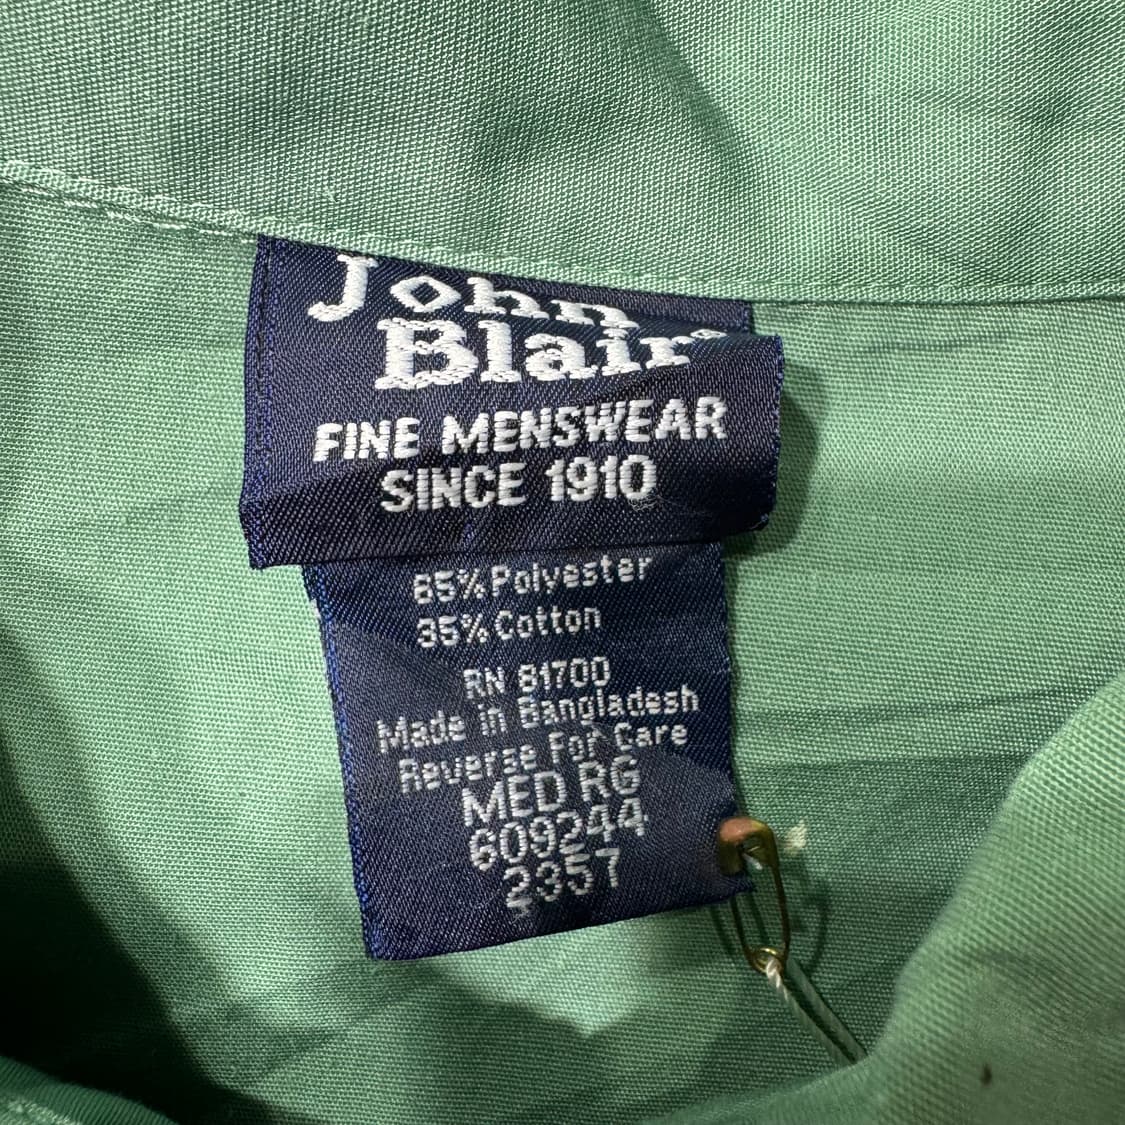 John
Blair
FINE MENSWEAR
SINCE 1910
65% Polyester
35% Cotton
RN 81700
Made in Bangladesh
Reverse For Care
MED RG
609244
2357